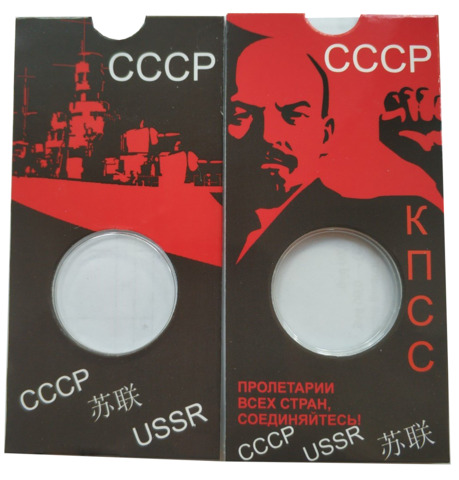 СССР
СССР
苏联
USSR
СССР
КПСС
ПРОЛЕТАРИИ
ВСЕХ СТРАН,
СОЕДИНЯЙТЕСЬ!
СССР
USSR
苏联